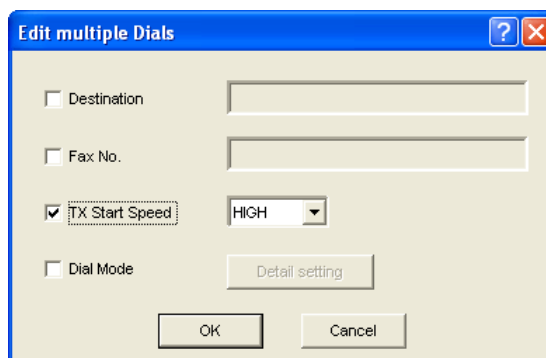 Edit multiple Dials
Destination
Fax No.
TX Start Speed HIGH
Dial Mode Detail setting
OK Cancel